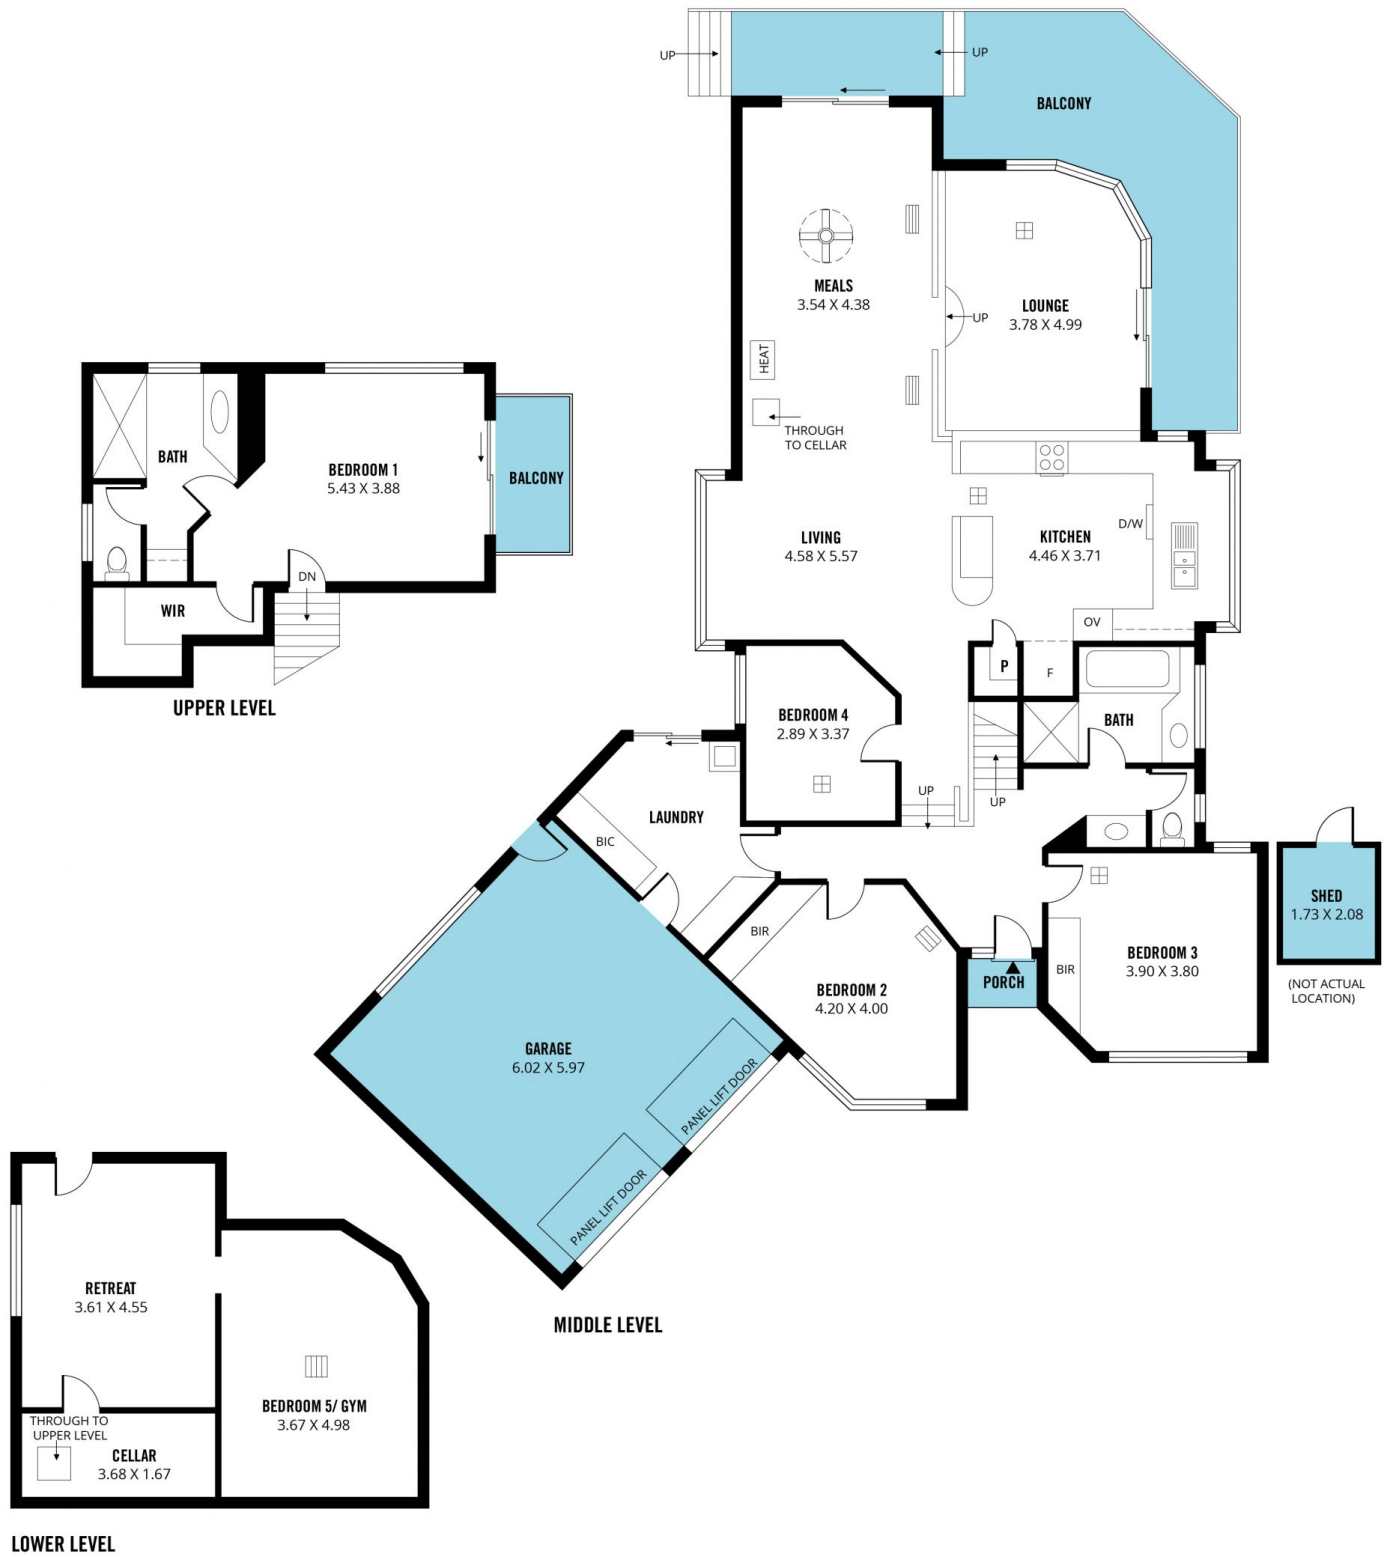 UP
UP
BALCONY
MEALS
3.54 X 4.38
LOUNGE
3.78 X 4.99
UP
HEAT
THROUGH
TO CELLAR
LIVING
4.58 X 5.57
KITCHEN
4.46 X 3.71
D/W
OV
P
F
BATH
BEDROOM 4
2.89 X 3.37
UP
UP
LAUNDRY
BIC
BIR
BEDROOM 2
4.20 X 4.00
PORCH
BIR
BEDROOM 3
3.90 X 3.80
GARAGE
6.02 X 5.97
PANEL LIFT DOOR
PANEL LIFT DOOR
MIDDLE LEVEL
SHED
1.73 X 2.08
(NOT ACTUAL
LOCATION)
BATH
BEDROOM 1
5.43 X 3.88
BALCONY
DN
WIR
UPPER LEVEL
RETREAT
3.61 X 4.55
BEDROOM 5/ GYM
3.67 X 4.98
THROUGH TO
UPPER LEVEL
CELLAR
3.68 X 1.67
LOWER LEVEL